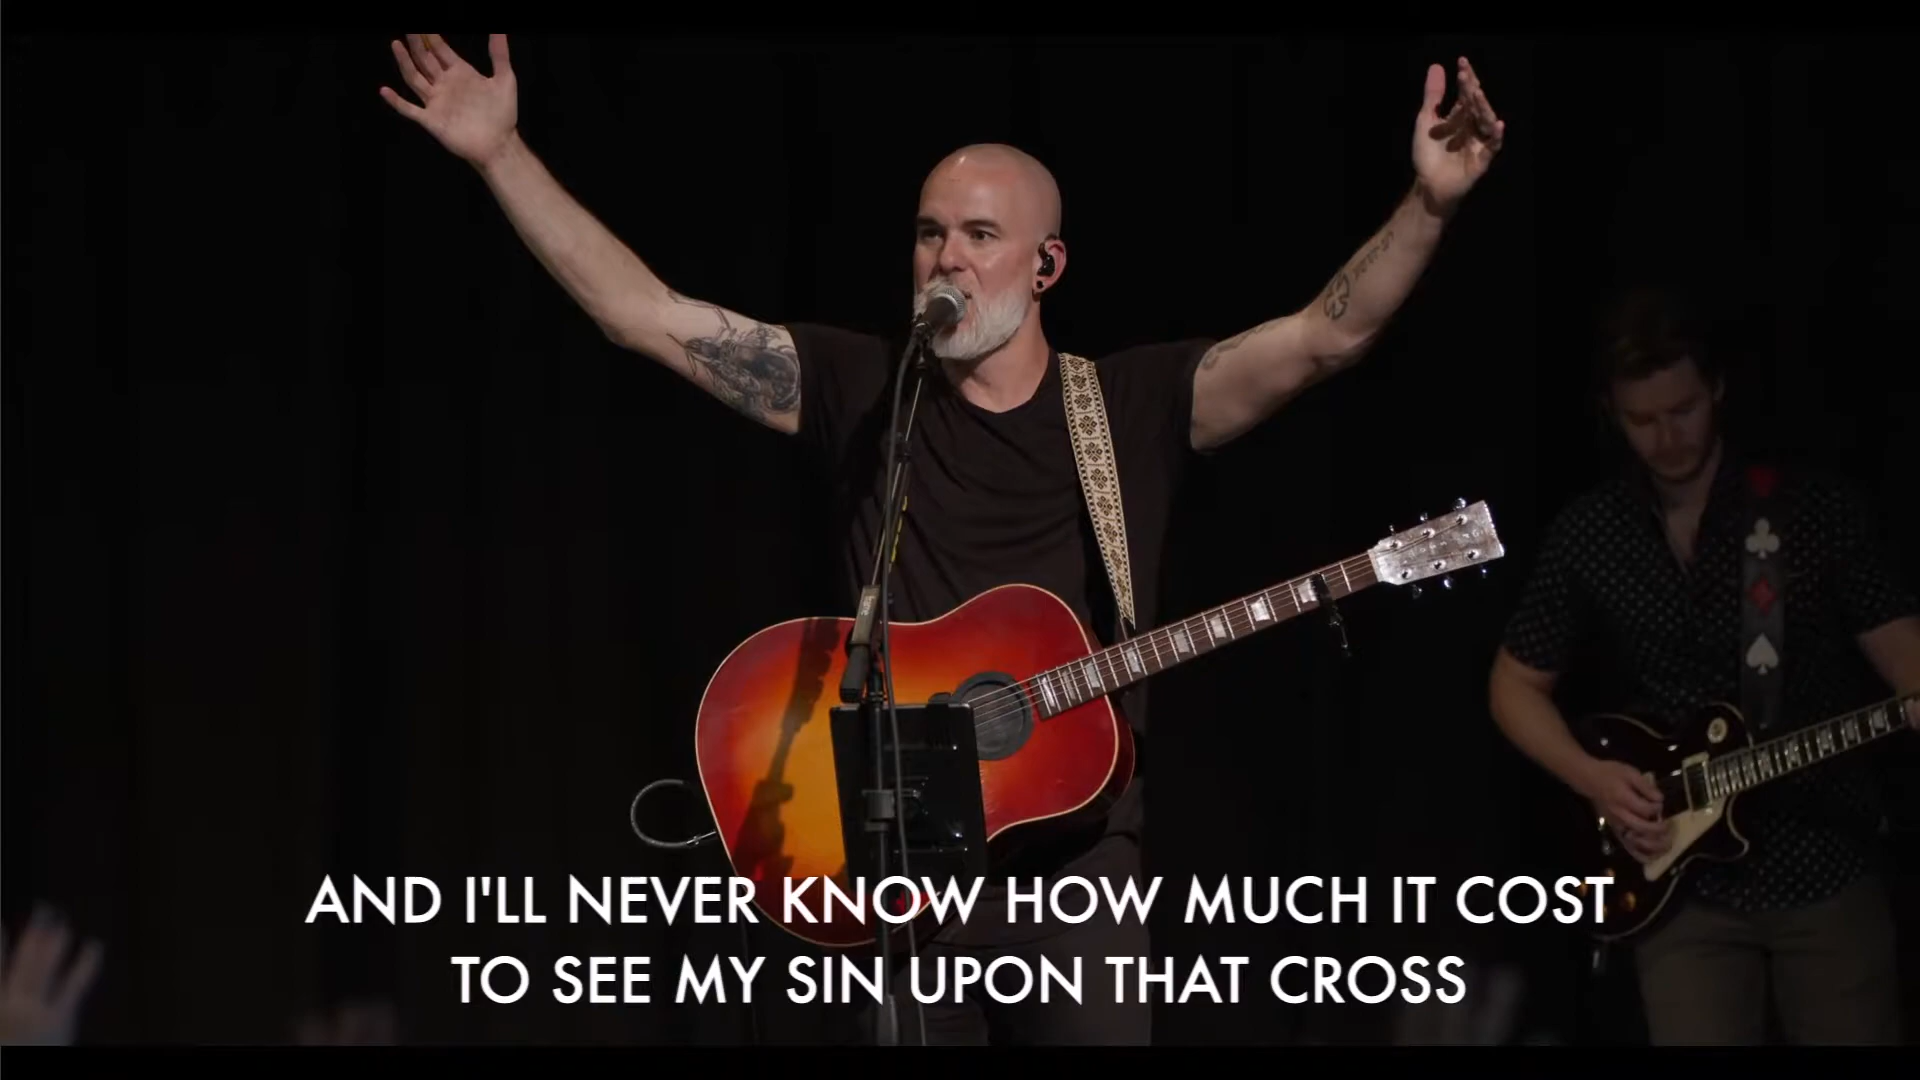 AND I'LL NEVER KNOW HOW MUCH IT COST
TO SEE MY SIN UPON THAT CROSS